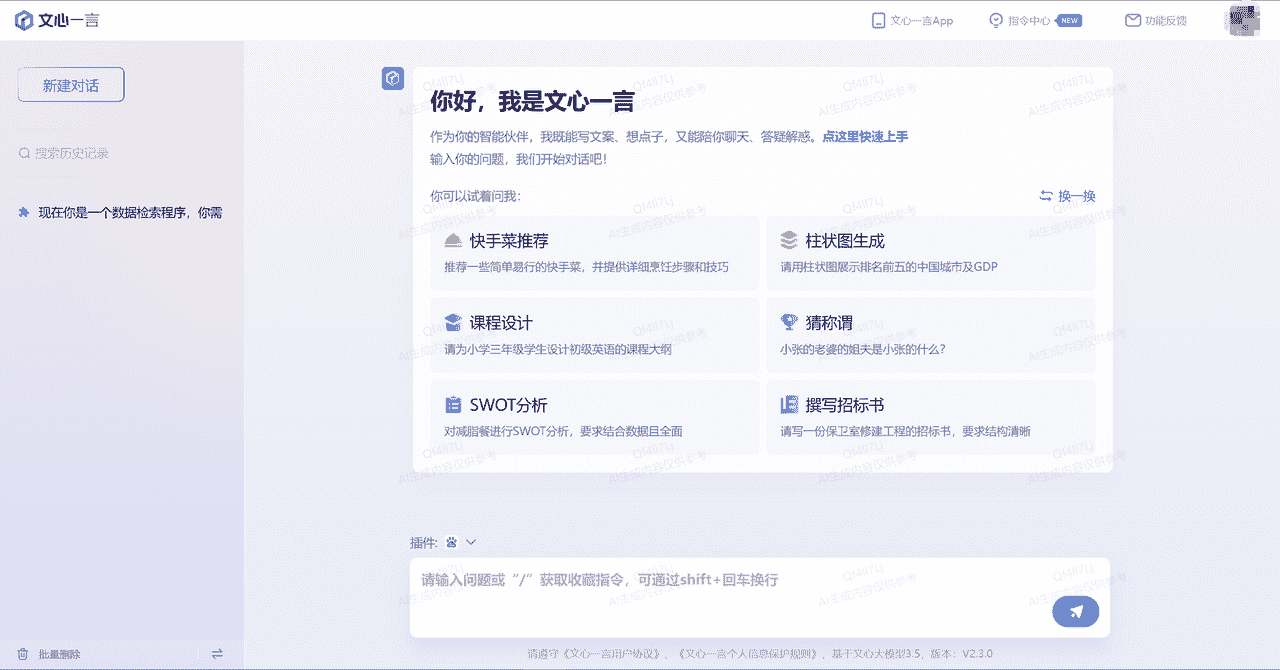 文心一言
文心一言App
指令中心 NEW
功能反馈
新建对话
搜索历史记录
现在你是一个数据检索程序，你需
批量删除
你好，我是文心一言
作为你的智能伙伴，我既能写文案、想点子，又能陪你聊天、答疑解惑。点这里快速上手
输入你的问题，我们开始对话吧！
你可以试着问我：
换一换
快手菜推荐
推荐一些简单易行的快手菜，并提供详细烹饪步骤和技巧
柱状图生成
请用柱状图展示排名前五的中国城市及GDP
课程设计
请为小学三年级学生设计初级英语的课程大纲
猜称谓
小张的老婆的姐夫是小张的什么？
SWOT分析
对减脂餐进行SWOT分析，要求结合数据且全面
撰写招标书
请写一份保卫室修建工程的招标书，要求结构清晰
插件：
请输入问题或“/”获取收藏指令，可通过shift+回车换行
请遵守《文心一言用户协议》、《文心一言个人信息保护规则》，基于文心大模型3.5，版本：V2.3.0
AI生成内容仅供参考